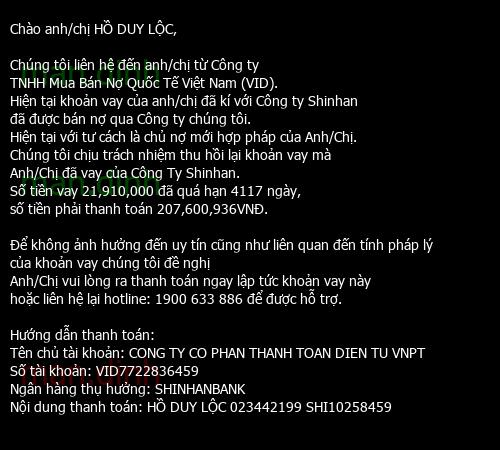 Chào anh/chị HỒ DUY LỘC,
Chúng tôi liên hệ đến anh/chị từ Công ty
TNHH Mua Bán Nợ Quốc Tế Việt Nam (VID).
Hiện tại khoản vay của anh/chị đã kí với Công ty Shinhan
đã được bán nợ qua Công ty chúng tôi.
Hiện tại với tư cách là chủ nợ mới hợp pháp của Anh/Chị.
Chúng tôi chịu trách nhiệm thu hồi lại khoản vay mà
Anh/Chị đã vay của Công Ty Shinhan.
Số tiền vay 21,910,000 đã quá hạn 4117 ngày,
số tiền phải thanh toán 207,600,936VNĐ.
Để không ảnh hưởng đến uy tín cũng như liên quan đến tính pháp lý
của khoản vay chúng tôi đề nghị
Anh/Chị vui lòng ra thanh toán ngay lập tức khoản vay này
hoặc liên hệ lại hotline: 1900 633 886 để được hỗ trợ.
Hướng dẫn thanh toán:
Tên chủ tài khoản: CONG TY CO PHAN THANH TOAN DIEN TU VNPT
Số tài khoản: VID7722836459
Ngân hàng thụ hưởng: SHINHANBANK
Nội dung thanh toán: HỒ DUY LỘC 023442199 SHI10258459
man.dinh
man.dinh
man.dinh